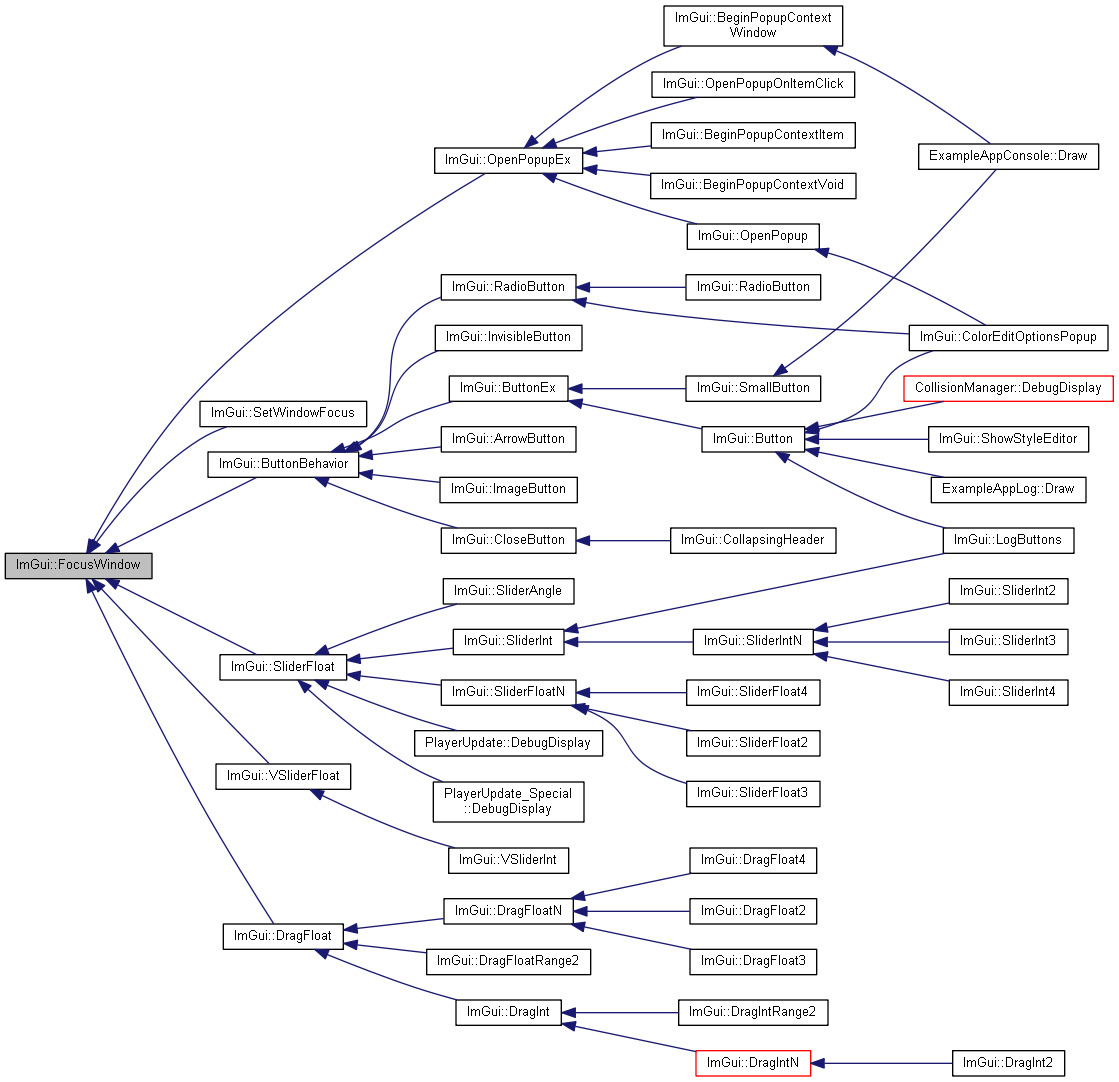 ImGui::BeginPopupContext
Window
ImGui::OpenPopupOnItemClick
ImGui::BeginPopupContextItem
ExampleAppConsole::Draw
ImGui::OpenPopupEx
ImGui::BeginPopupContextVoid
ImGui::OpenPopup
ImGui::RadioButton
ImGui::RadioButton
ImGui::InvisibleButton
ImGui::ColorEditOptionsPopup
ImGui::ButtonEx
ImGui::SmallButton
CollisionManager::DebugDisplay
ImGui::SetWindowFocus
ImGui::ArrowButton
ImGui::Button
ImGui::ShowStyleEditor
ImGui::ButtonBehavior
ImGui::ImageButton
ExampleAppLog::Draw
ImGui::CloseButton
ImGui::CollapsingHeader
ImGui::LogButtons
ImGui::FocusWindow
ImGui::SliderAngle
ImGui::SliderInt2
ImGui::SliderInt
ImGui::SliderIntN
ImGui::SliderInt3
ImGui::SliderFloat
ImGui::SliderFloatN
ImGui::SliderFloat4
ImGui::SliderInt4
PlayerUpdate::DebugDisplay
ImGui::SliderFloat2
ImGui::VSliderFloat
PlayerUpdate_Special
::DebugDisplay
ImGui::SliderFloat3
ImGui::VSliderInt
ImGui::DragFloat4
ImGui::DragFloatN
ImGui::DragFloat2
ImGui::DragFloat
ImGui::DragFloatRange2
ImGui::DragFloat3
ImGui::DragInt
ImGui::DragIntRange2
ImGui::DragIntN
ImGui::DragInt2